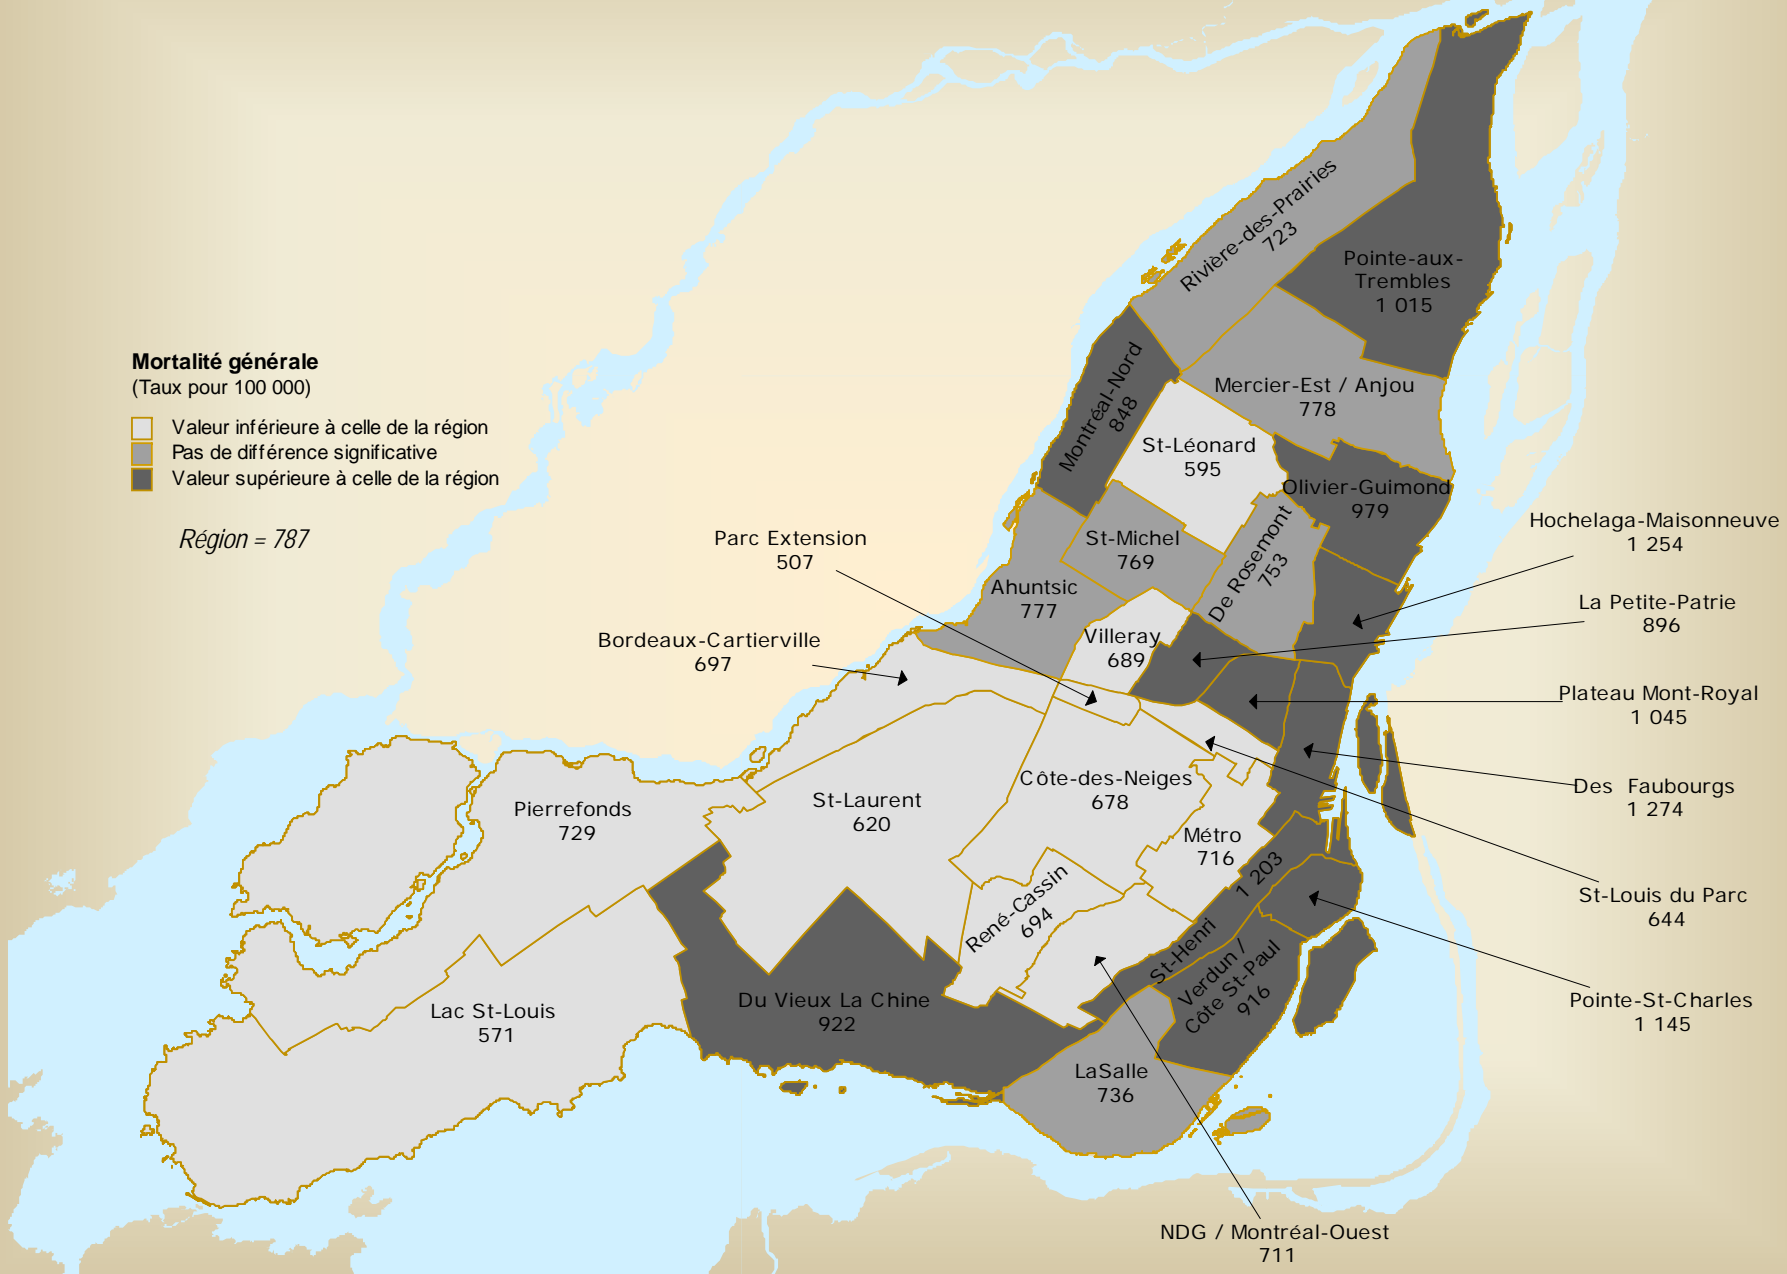 Mortalité générale
(Taux pour 100 000)
Valeur inférieure à celle de la région
Pas de différence significative
Valeur supérieure à celle de la région
Région = 787
Rivière-des-Prairies
723
Pointe-aux-
Trembles
1 015
Montréal-Nord
848
Mercier-Est / Anjou
778
St-Léonard
595
Olivier-Guimond
979
Hochelaga-Maisonneuve
1 254
Parc Extension
507
St-Michel
769
De Rosemont
753
Ahuntsic
777
La Petite-Patrie
896
Bordeaux-Cartierville
697
Villeray
689
Plateau Mont-Royal
1 045
Côte-des-Neiges
678
Des Faubourgs
1 274
Pierrefonds
729
St-Laurent
620
Métro
716
St-Louis du Parc
644
René-Cassin
694
St-Henri 1 203
Verdun /
Côte St-Paul
916
Pointe-St-Charles
1 145
Du Vieux La Chine
922
Lac St-Louis
571
LaSalle
736
NDG / Montréal-Ouest
711